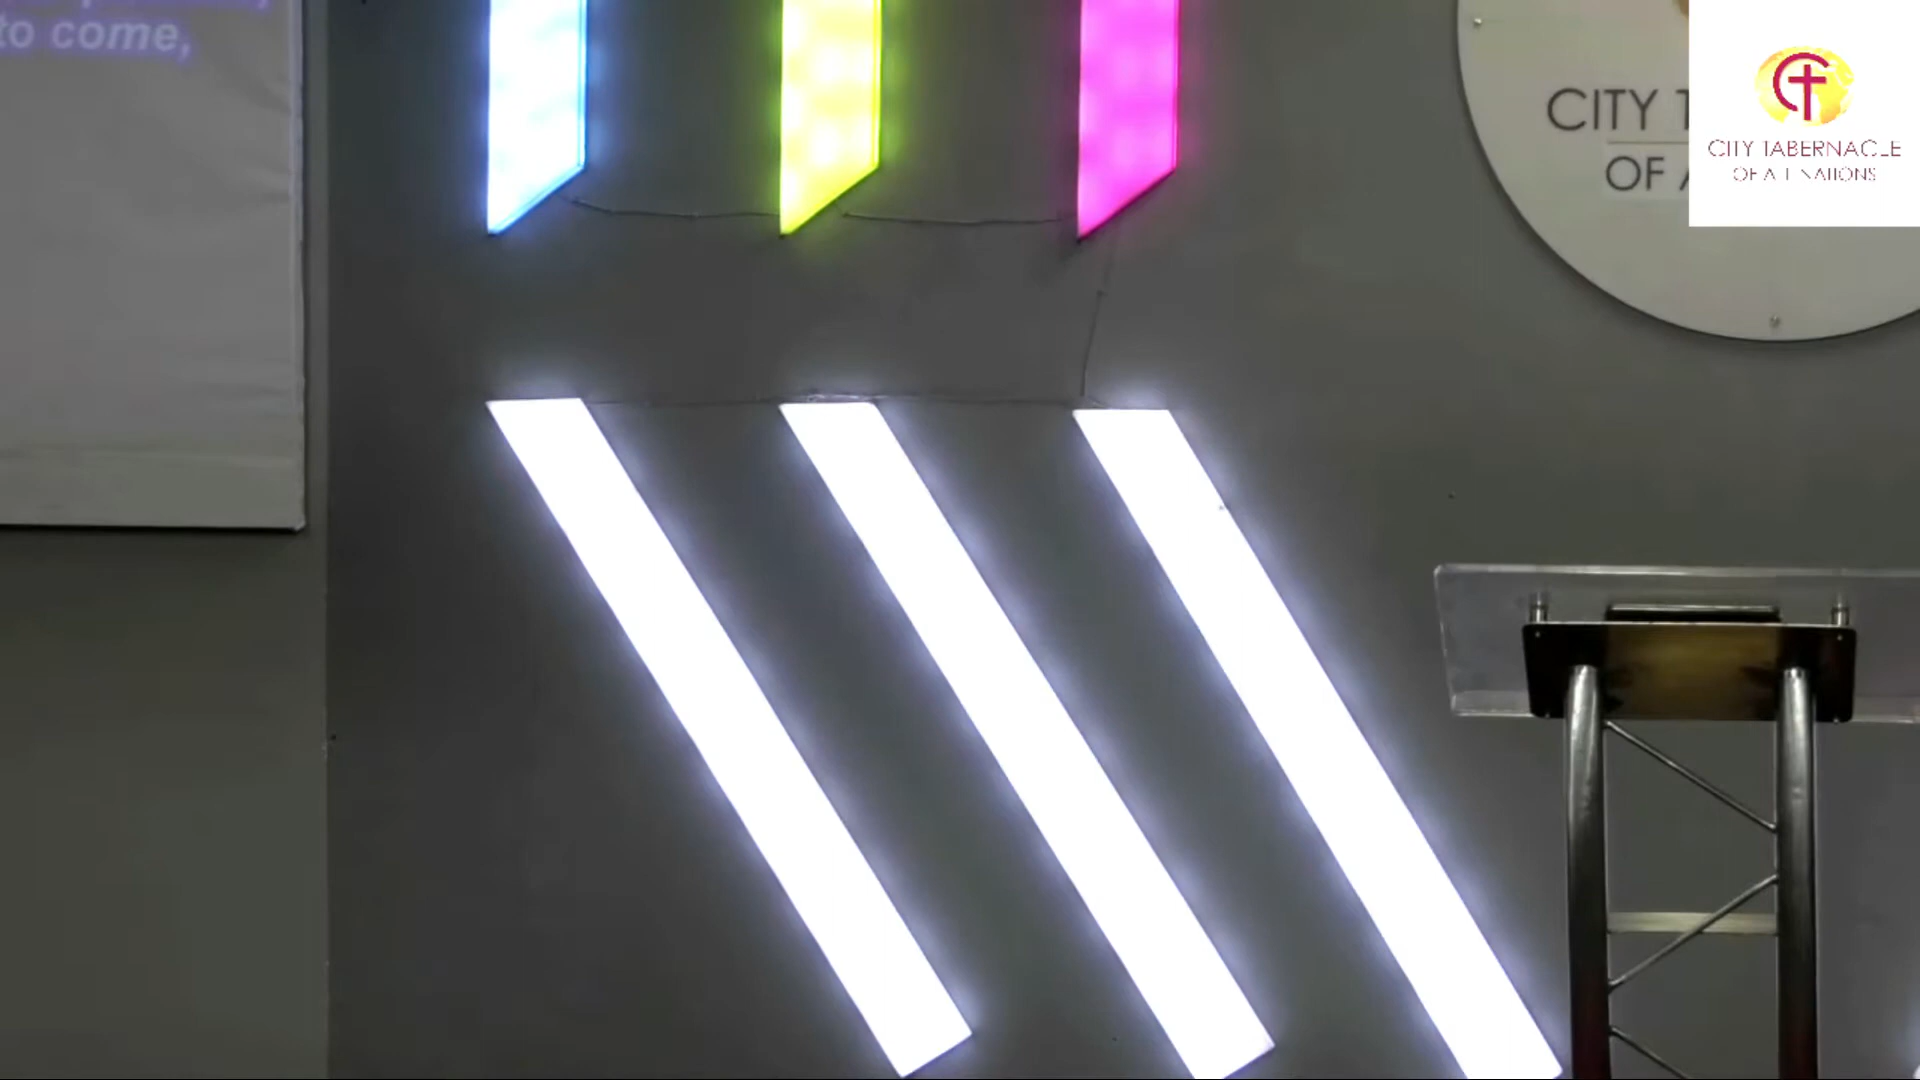 to come,
CITY
OF
CITY TABERNACLE
OF ALL NATIONS